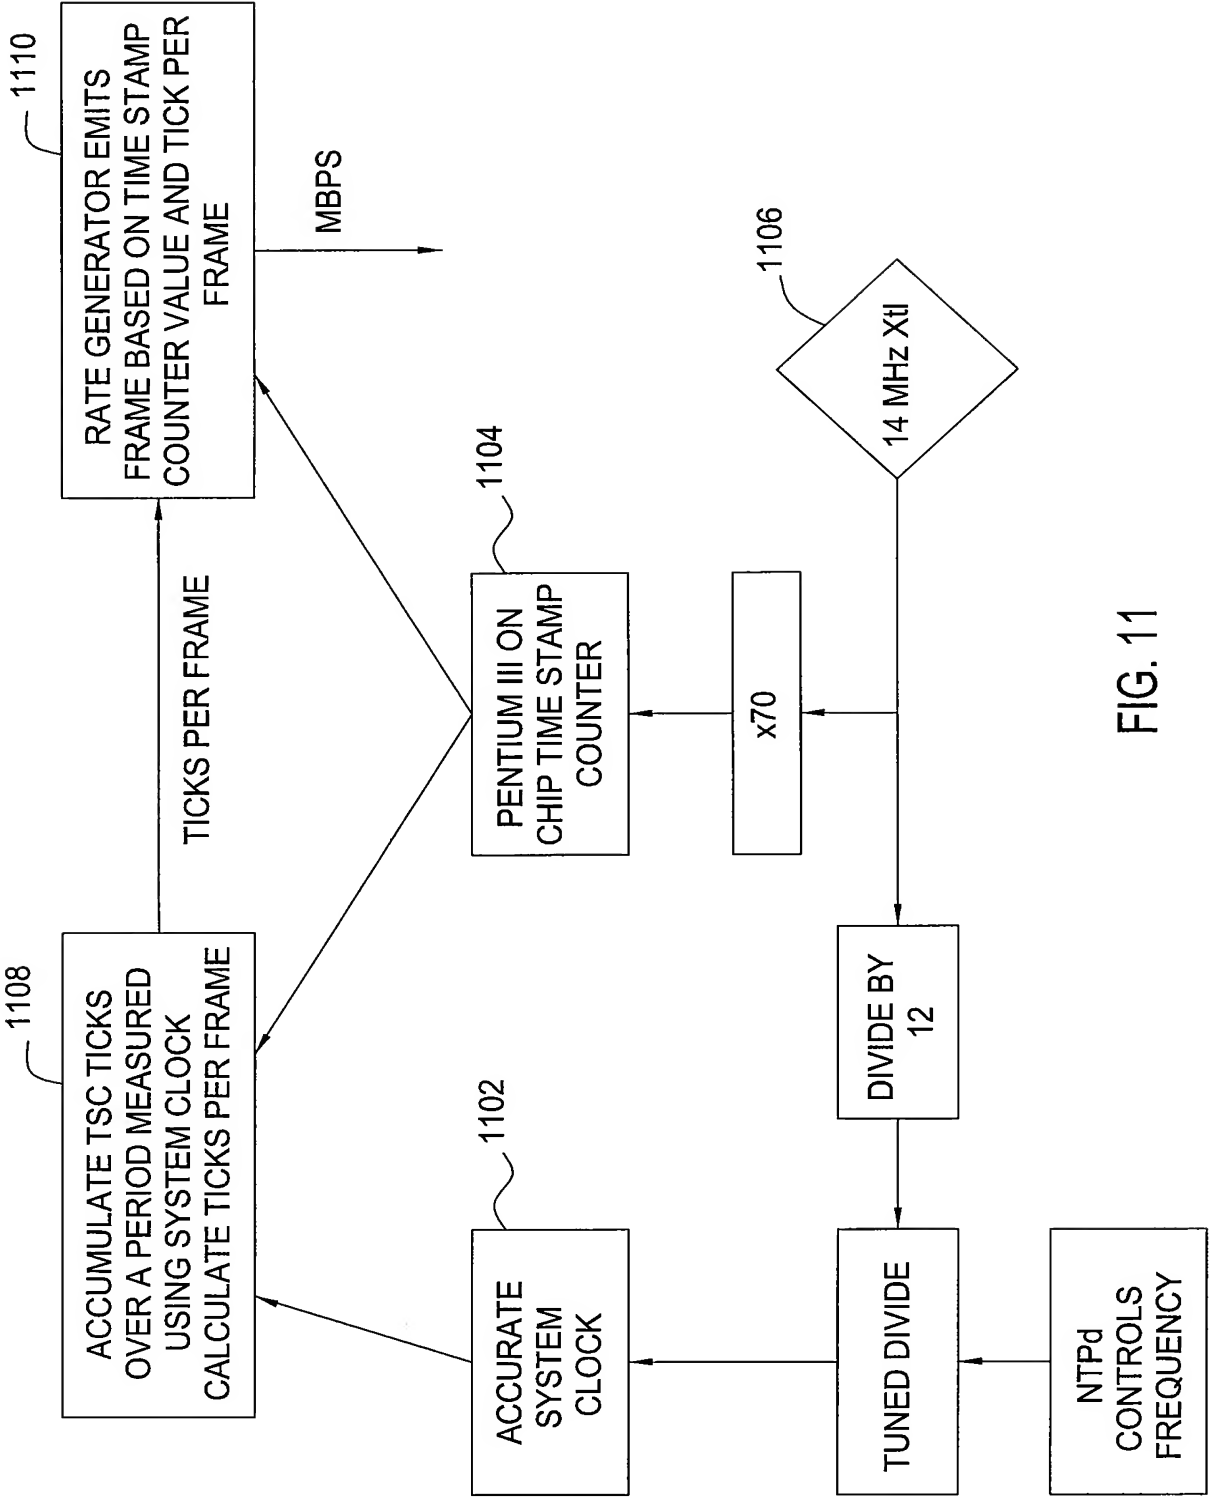 1108
ACCUMULATE TSC TICKS
OVER A PERIOD MEASURED
USING SYSTEM CLOCK
CALCULATE TICKS PER FRAME
TICKS PER FRAME
1110
RATE GENERATOR EMITS
FRAME BASED ON TIME STAMP
COUNTER VALUE AND TICK PER
FRAME
MBPS
1102
ACCURATE
SYSTEM
CLOCK
1104
PENTIUM III ON
CHIP TIME STAMP
COUNTER
x70
1106
14 MHz Xtl
TUNED DIVIDE
DIVIDE BY
12
NTPd
CONTROLS
FREQUENCY
FIG. 11